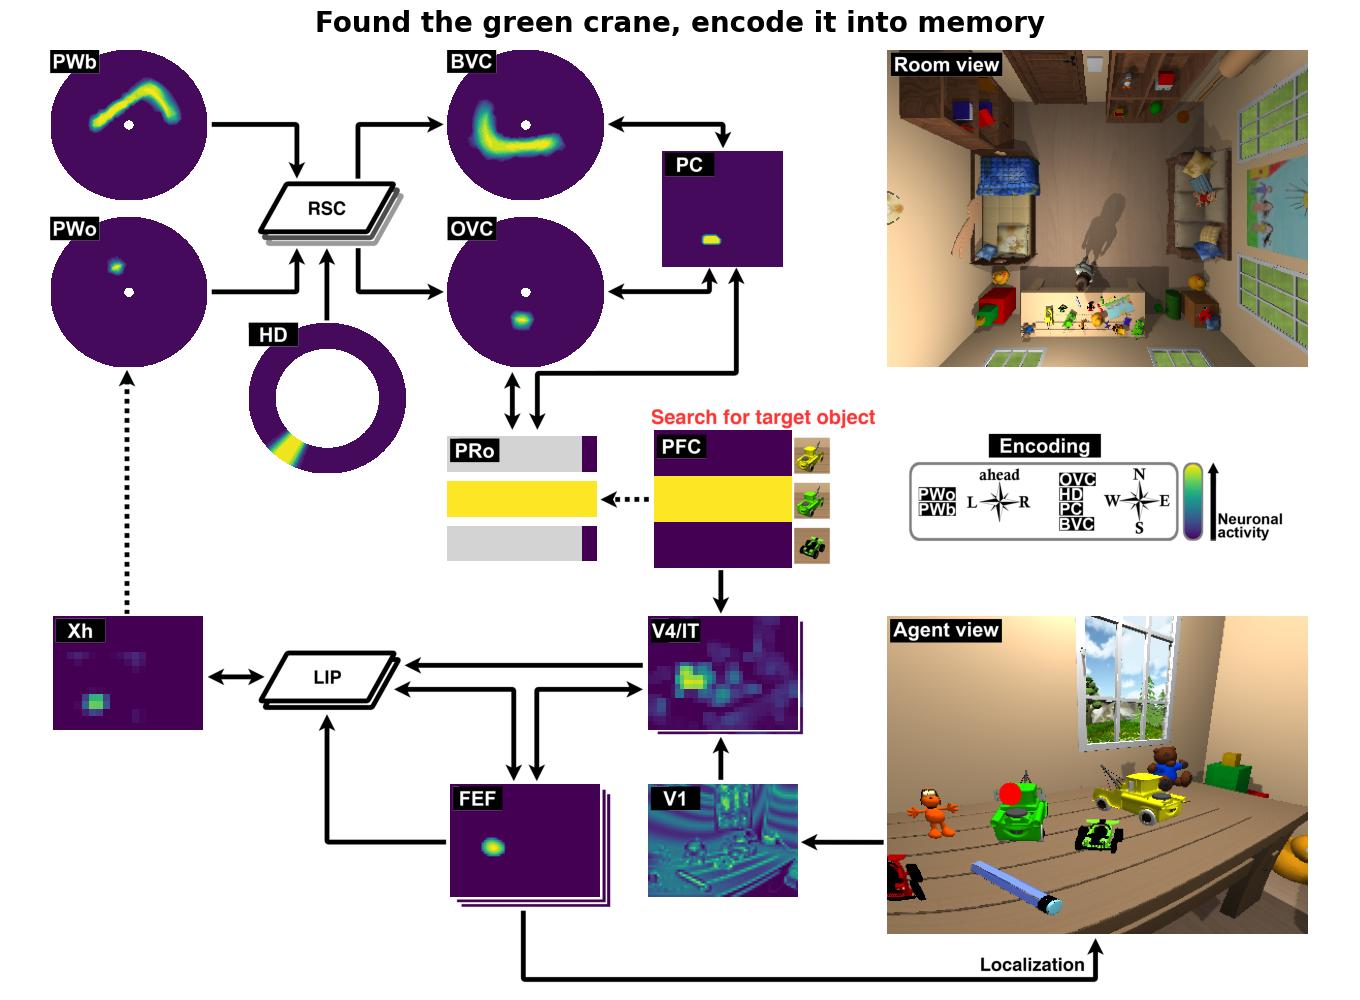 Found the green crane, encode it into memory
PWb
BVC
Room view
PC
RSC
PWo
OVC
HD
Search for target object
PRo
PFC
Encoding
ahead
PWo
PWb
L
R
OVC
HD
PC
BVC
N
W
E
S
Neuronal
activity
Xh
LIP
V4/IT
Agent view
FEF
V1
Localization